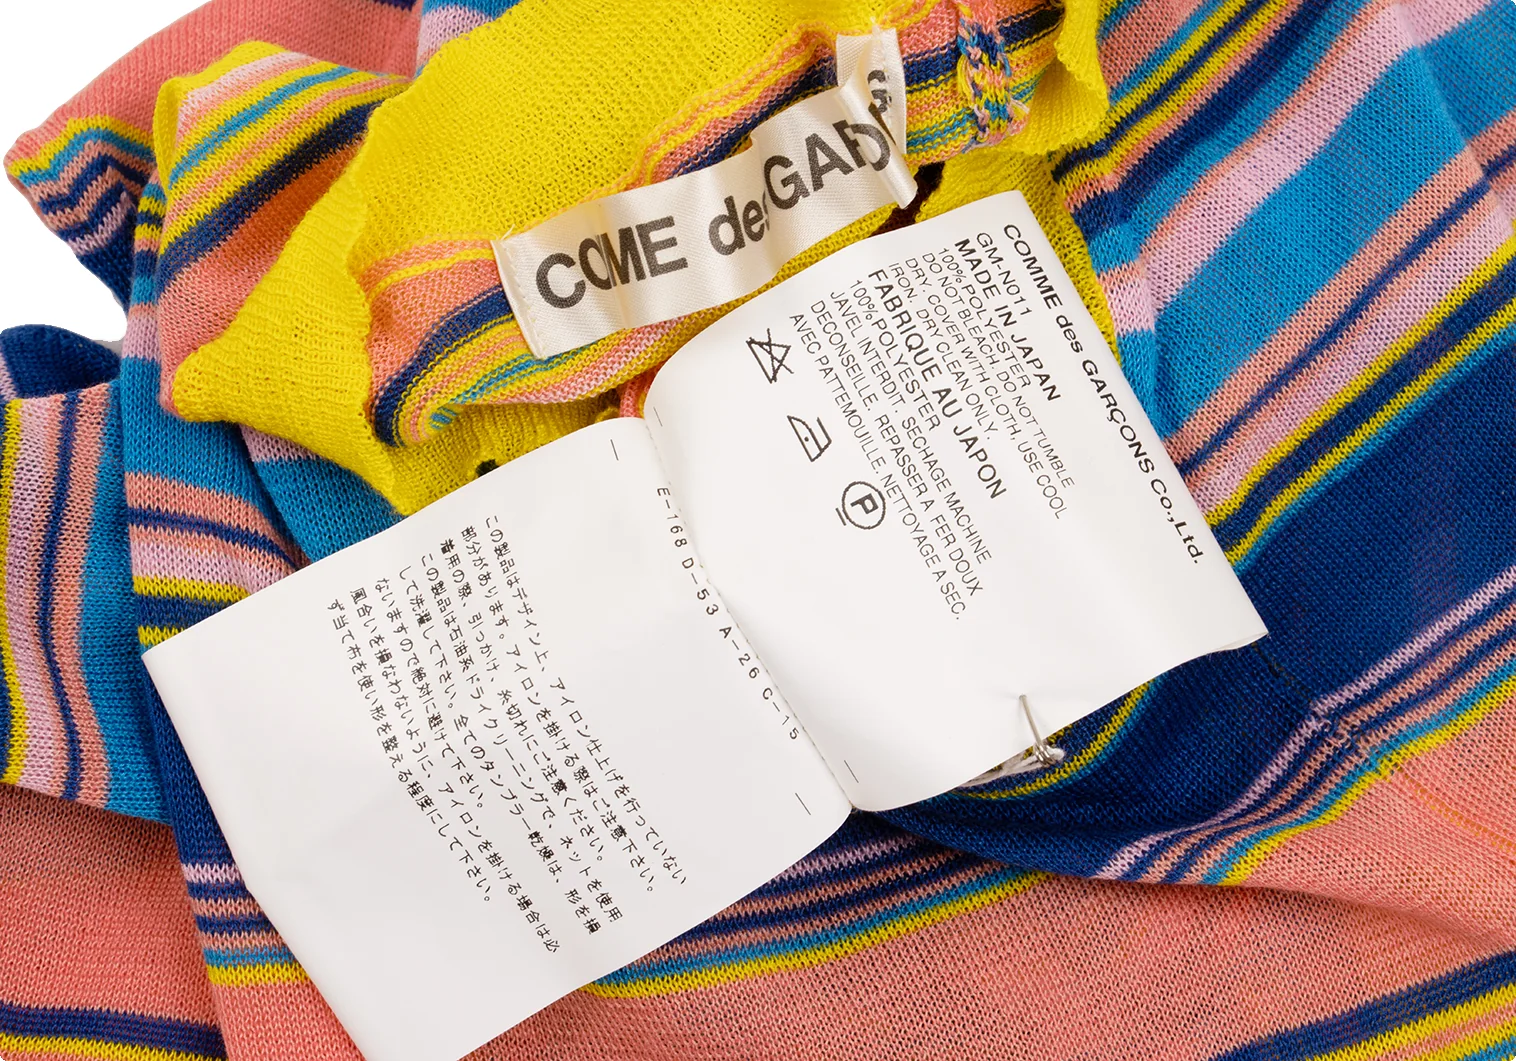 COMME des GARÇ
COMME des GARÇONS Co.,Ltd.
GM-N011
MADE IN JAPAN
100% POLYESTER
DO NOT BLEACH. DO NOT TUMBLE
DRY. COVER WITH CLOTH, USE COOL
IRON. DRY CLEAN ONLY.
FABRIQUE AU JAPON
100% POLYESTER
JAVEL INTERDIT. SECHAGE MACHINE
DECONSEILLE. REPASSER A FER DOUX
AVEC PATTEMOUILLE. NETTOYAGE A SEC.
P
E-168 D-53 A-26 C-15
この製品はデザイン上、アイロン仕上げを行っていない
部分があります。アイロンを掛ける際はご注意下さい。
着用の際、引っかけ、糸切れにご注意ください。
この製品は石油系ドライクリーニングで、ネットを使用
して洗濯して下さい。全てのタンブラー乾燥は、形を損
ないますので絶対に避けて下さい。
風合いを損なわないように、アイロンを掛ける場合は必
ず当て布を使い形を整える程度にして下さい。